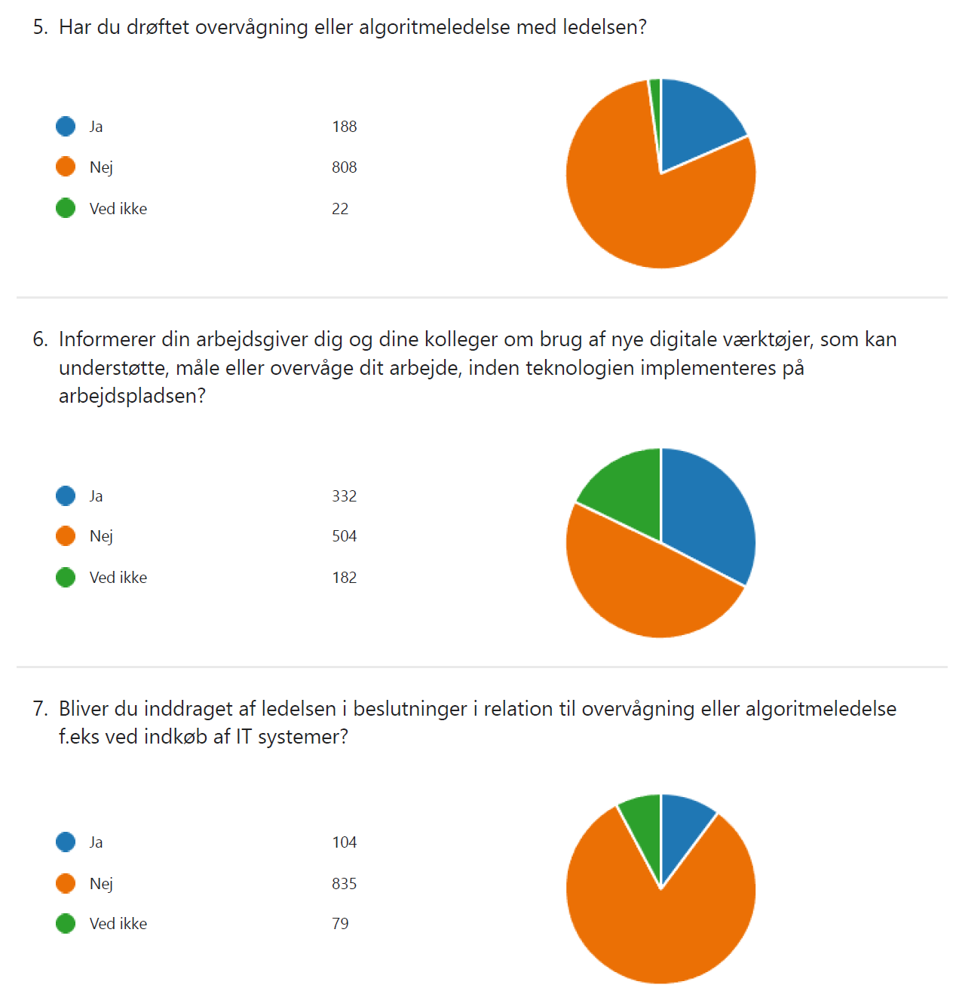 5. Har du drøftet overvågning eller algoritmeledelse med ledelsen?
Ja 188
Nej 808
Ved ikke 22
6. Informerer din arbejdsgiver dig og dine kolleger om brug af nye digitale værktøjer, som kan
understøtte, måle eller overvåge dit arbejde, inden teknologien implementeres på
arbejdspladsen?
Ja 332
Nej 504
Ved ikke 182
7. Bliver du inddraget af ledelsen i beslutninger i relation til overvågning eller algoritmeledelse
f.eks ved indkøb af IT systemer?
Ja 104
Nej 835
Ved ikke 79